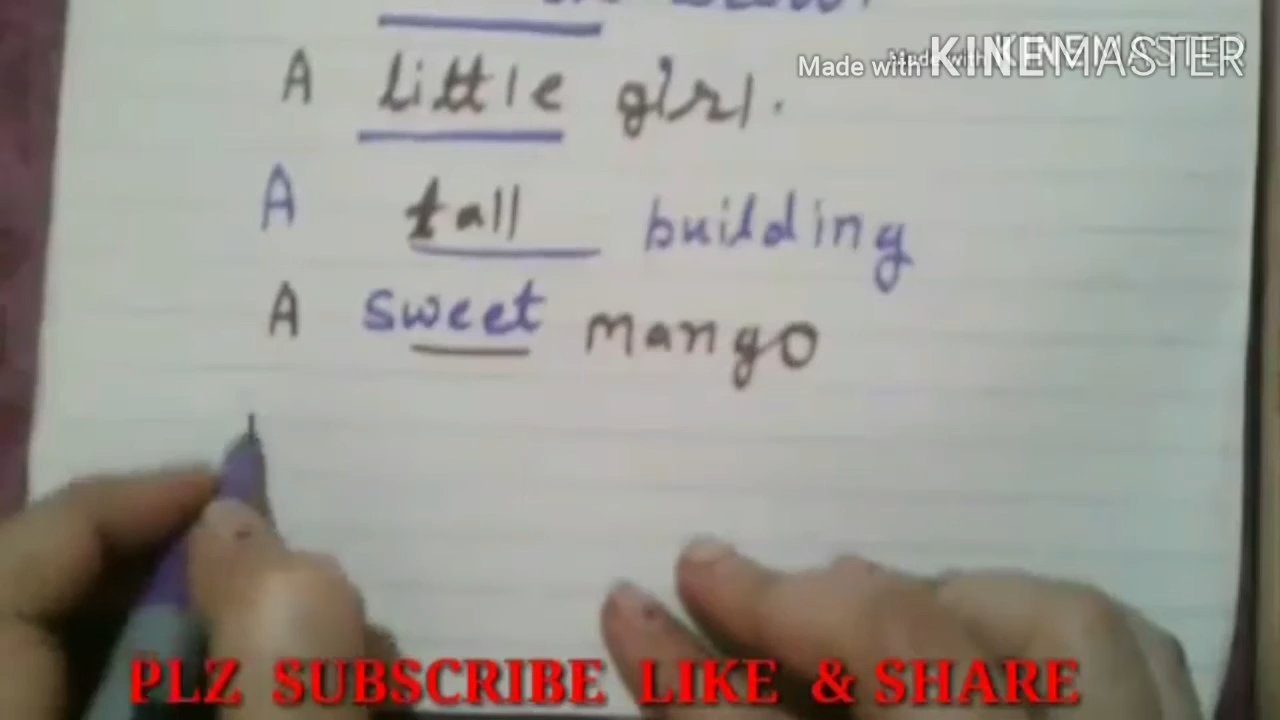 Made with KINEMASTER
A little girl.
A tall building
A sweet mango
PLZ SUBSCRIBE LIKE & SHARE